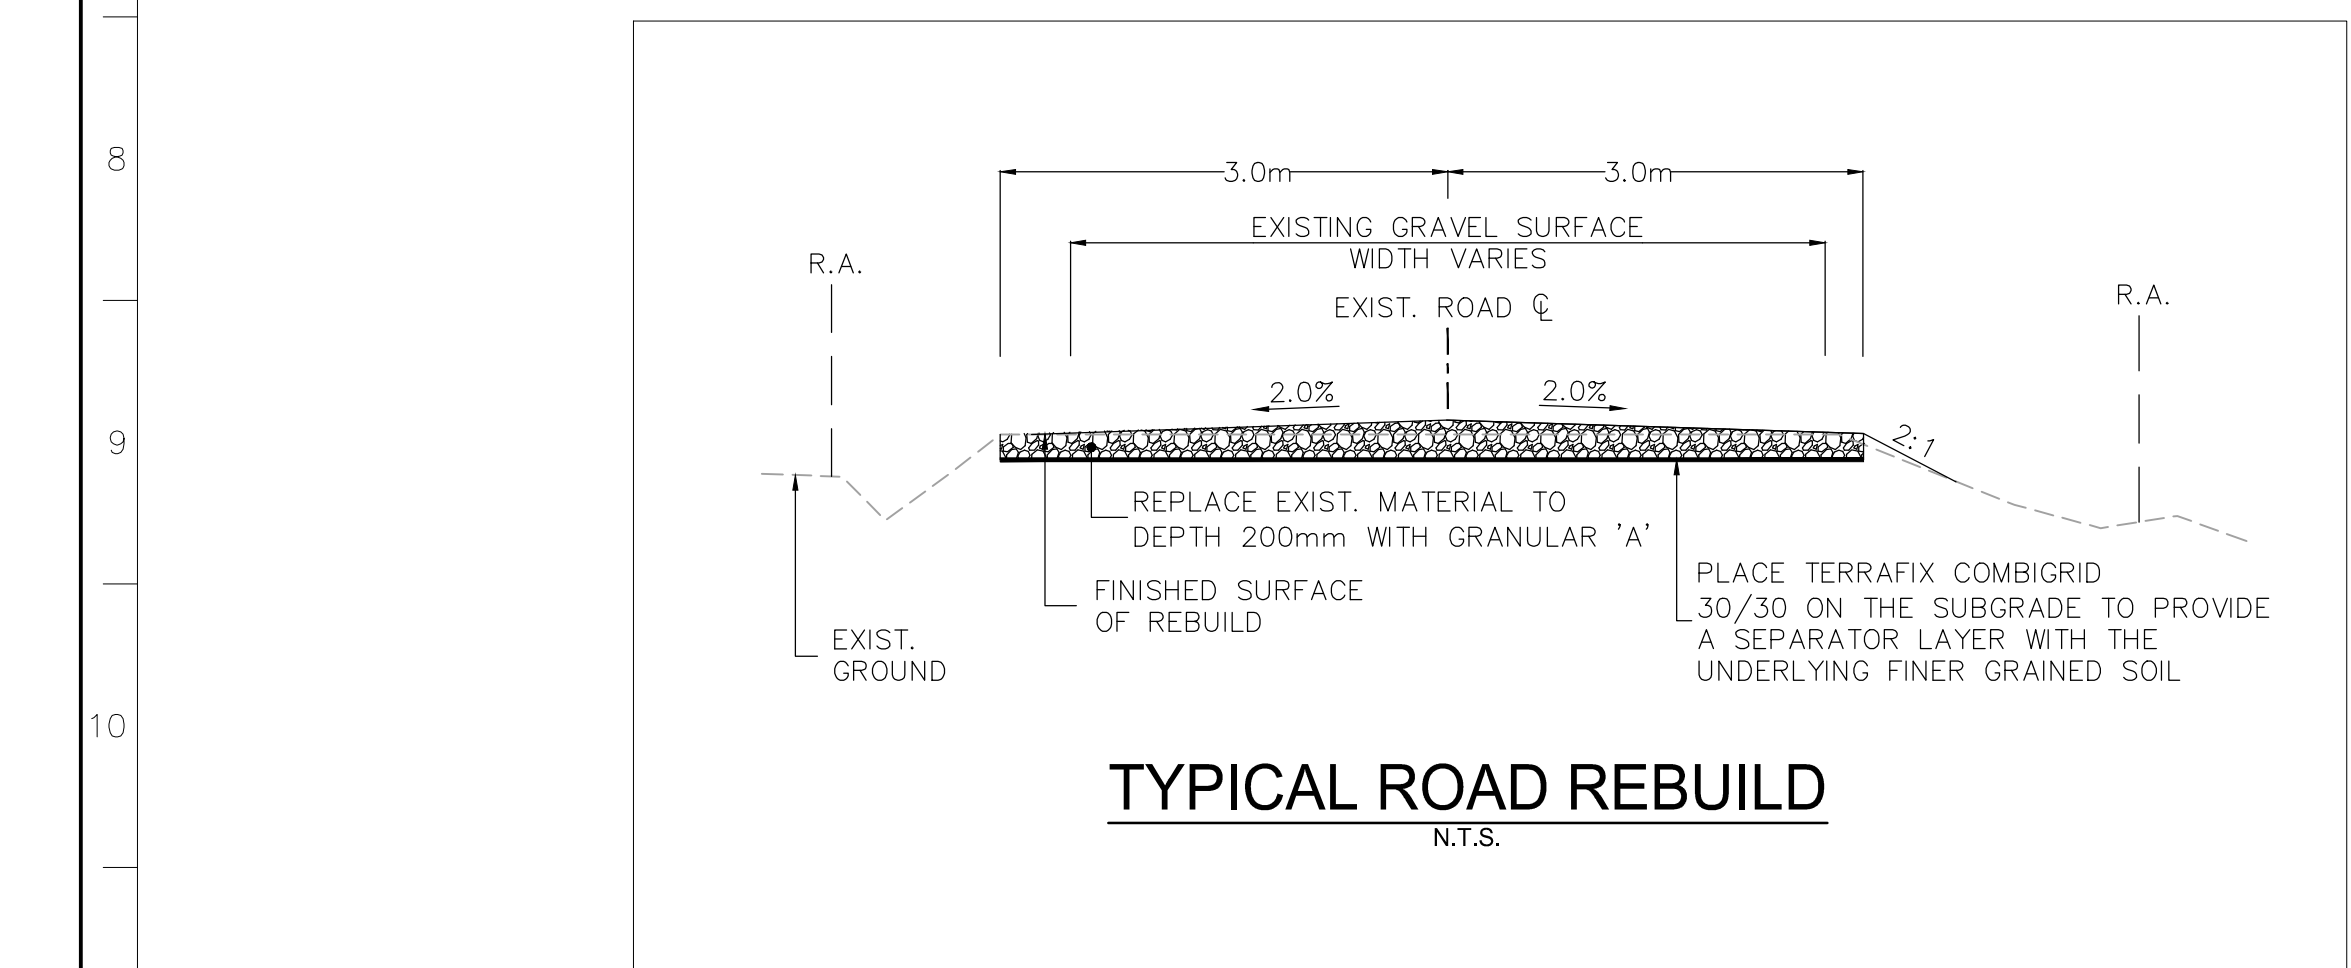 8
9
10
3.0m
3.0m
EXISTING GRAVEL SURFACE
WIDTH VARIES
R.A.
EXIST. ROAD ℄
R.A.
2.0%
2.0%
2:1
REPLACE EXIST. MATERIAL TO
DEPTH 200mm WITH GRANULAR 'A'
FINISHED SURFACE
OF REBUILD
EXIST.
GROUND
PLACE TERRAFIX COMBIGRID
30/30 ON THE SUBGRADE TO PROVIDE
A SEPARATOR LAYER WITH THE
UNDERLYING FINER GRAINED SOIL
TYPICAL ROAD REBUILD
N.T.S.